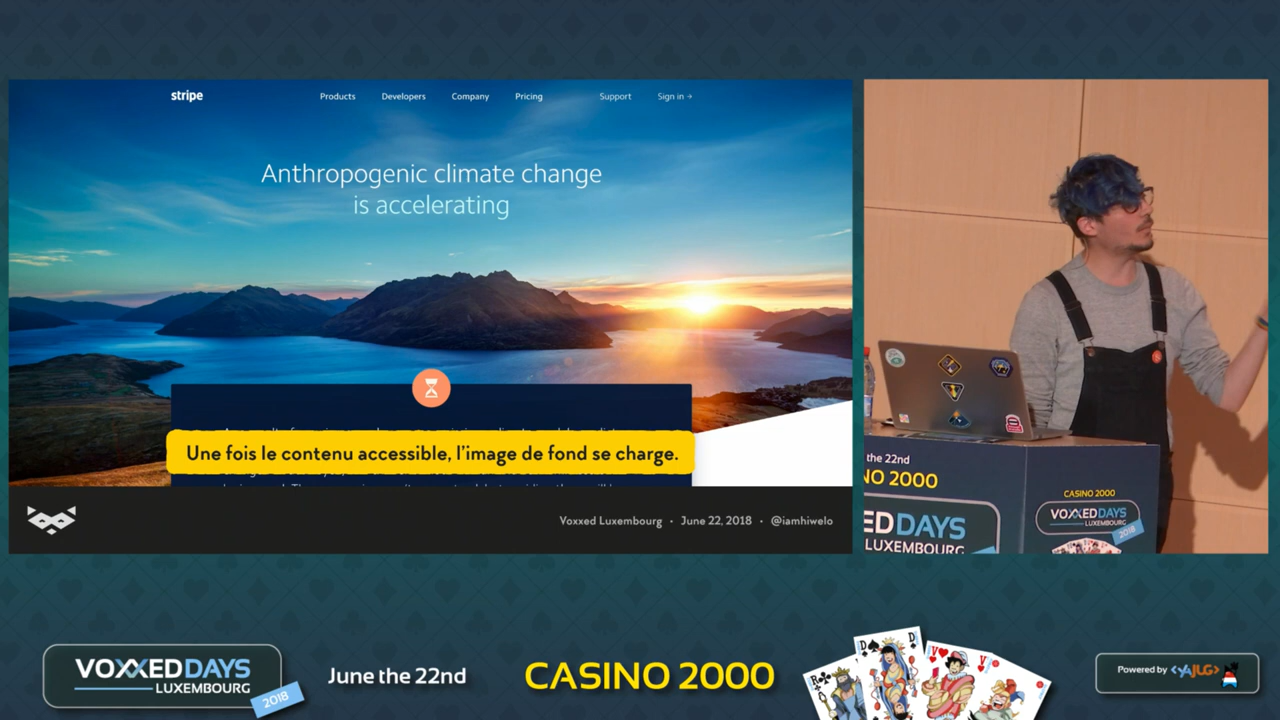 stripe
Products Developers Company Pricing Support Sign in →
Anthropogenic climate change
is accelerating
Une fois le contenu accessible, l’image de fond se charge.
Voxxed Luxembourg · June 22, 2018 · @iamhiwelo
the 22nd
NO 2000
ED DAYS
LUXEMBOURG
CASINO 2000
VOXXED DAYS
LUXEMBOURG
2018
VOXXED DAYS
LUXEMBOURG
2018
June the 22nd
CASINO 2000
R
D
D
V
V
Powered by <YAJUG>